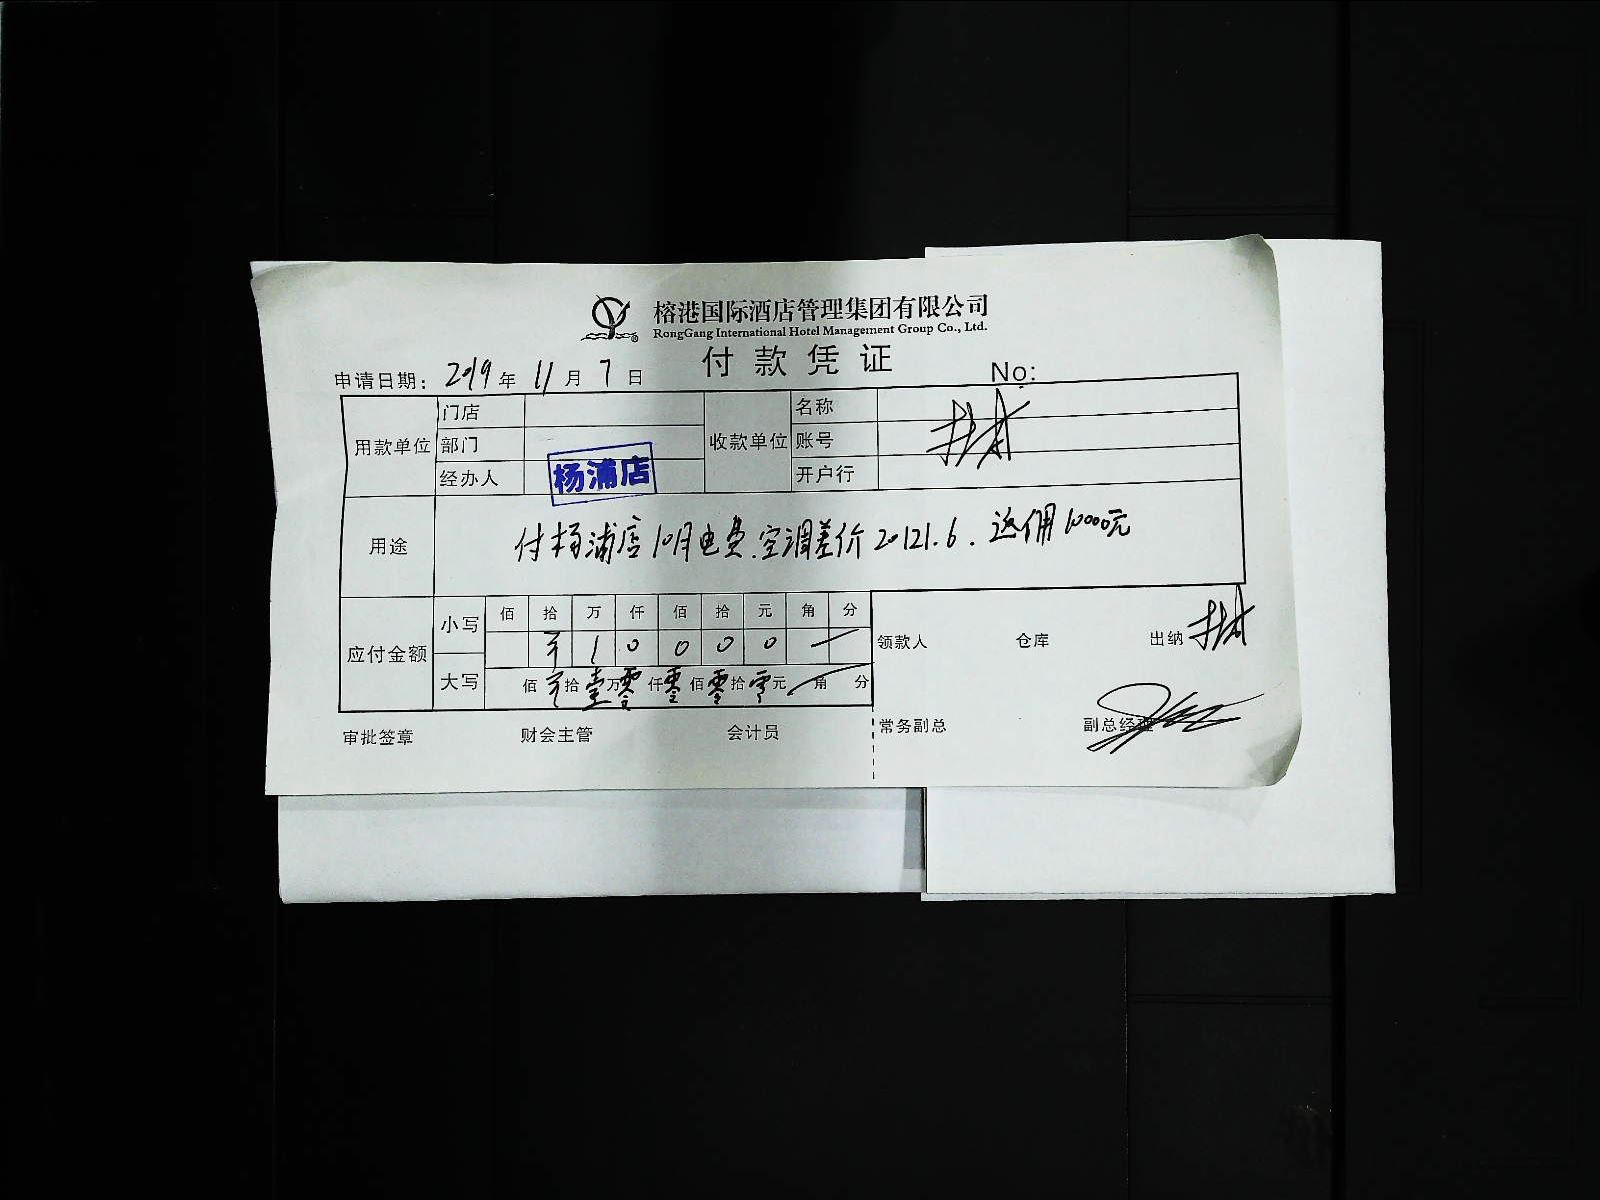 榕港国际酒店管理集团有限公司
RongGang International Hotel Management Group Co., Ltd.
付款凭证
申请日期: 2019 年 11 月 7 日
No:
用款单位 门店 收款单位 名称
部门 账号
经办人 杨浦店 开户行
用途 付杨浦店10月电费.空调差价20121.6.返佣10000元
应付金额 小写 佰 拾 万 仟 佰 拾 元 角 分
¥ 1 0 0 0 0 —
大写 佰 拾 壹 万 零 仟 零 佰 零 拾 零 元 角 分
领款人 仓库 出纳
审批签章 财会主管 会计员 常务副总 副总经理